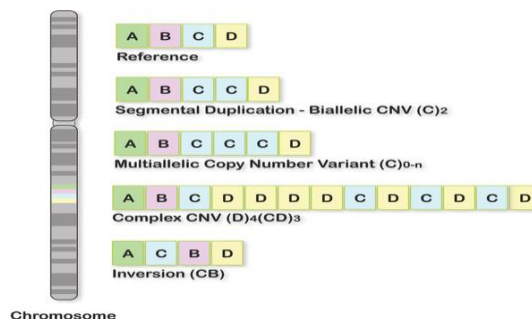 A B C D
Reference
A B C C D
Segmental Duplication - Biallelic CNV (C)2
A B C C C D
Multiallelic Copy Number Variant (C)0-n
A B C D D D D C D C D C D
Complex CNV (D)4(CD)3
A C B D
Inversion (CB)
Chromosome